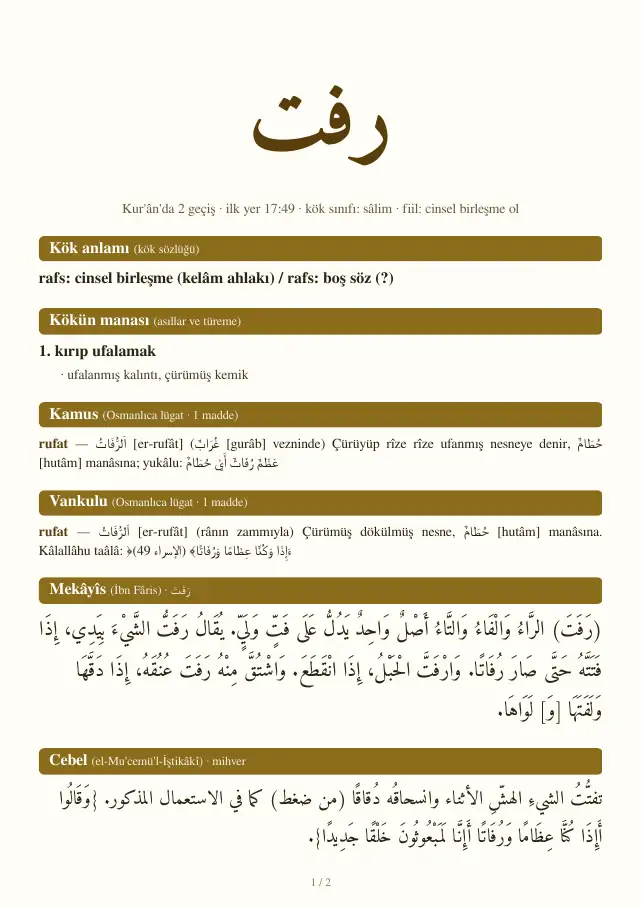 رفت
Kur'ân'da 2 geçiş · ilk yer 17:49 · kök sınıfı: sâlim · fiil: cinsel birleşme ol
Kök anlamı (kök sözlüğü)
rafs: cinsel birleşme (kelâm ahlakı) / rafs: boş söz (?)
Kökün manası (asıllar ve türeme)
1. kırıp ufalamak
· ufalanmış kalıntı, çürümüş kemik
Kamus (Osmanlıca lügat · 1 madde)
rufat — اَلرُّفَاتُ [er-rufât] (غُرَابٌ [gurâb] vezninde) Çürüyüp rîze rîze ufanmış nesneye denir, حُطَامٌ
[hutâm] manâsına; yukâlu: عَظْمٌ رُفَاتٌ أَيْ حُطَامٌ
Vankulu (Osmanlıca lügat · 1 madde)
rufat — اَلرُّفَاتُ [er-rufât] (rânın zammıyla) Çürümüş dökülmüş nesne, حُطَامٌ [hutâm] manâsına.
Kâlallâhu taâlâ: ﴿ءَإِذَا وَكُنَّا عِظَامًا وَرُفَاتًا﴾ (الإسراء 49)
Mekâyîs (İbn Fâris) · رَفَتَ
(رَفَتَ) الرَّاءُ وَالْفَاءُ وَالتَّاءُ أَصْلٌ وَاحِدٌ يَدُلُّ عَلَى فَتٍّ وَلَيٍّ. يُقَالُ رَفَتُّ الشَّيْءَ بِيَدِي، إِذَا
فَتَتَّهُ حَتَّى صَارَ رُفَاتًا. وَارْفَتَّ الْحَبْلُ، إِذَا انْقَطَعَ. وَاشْتُقَّ مِنْهُ رَفَتَ عُنُقَهُ، إِذَا دَقَّهَا
وَلَفَتَهَا [وَ] لَوَاهَا.
Cebel (el-Mu'cemü'l-İştikâkî) · mihver
تفتُّتُ الشيءِ الهشِّ الأثناء وانسحاقُه دُقاقًا (من ضغط) كما في الاستعمال المذكور. {وَقَالُوا
أَإِذَا كُنَّا عِظَامًا وَرُفَاتًا أَإِنَّا لَمَبْعُوثُونَ خَلْقًا جَدِيدًا}.
1 / 2